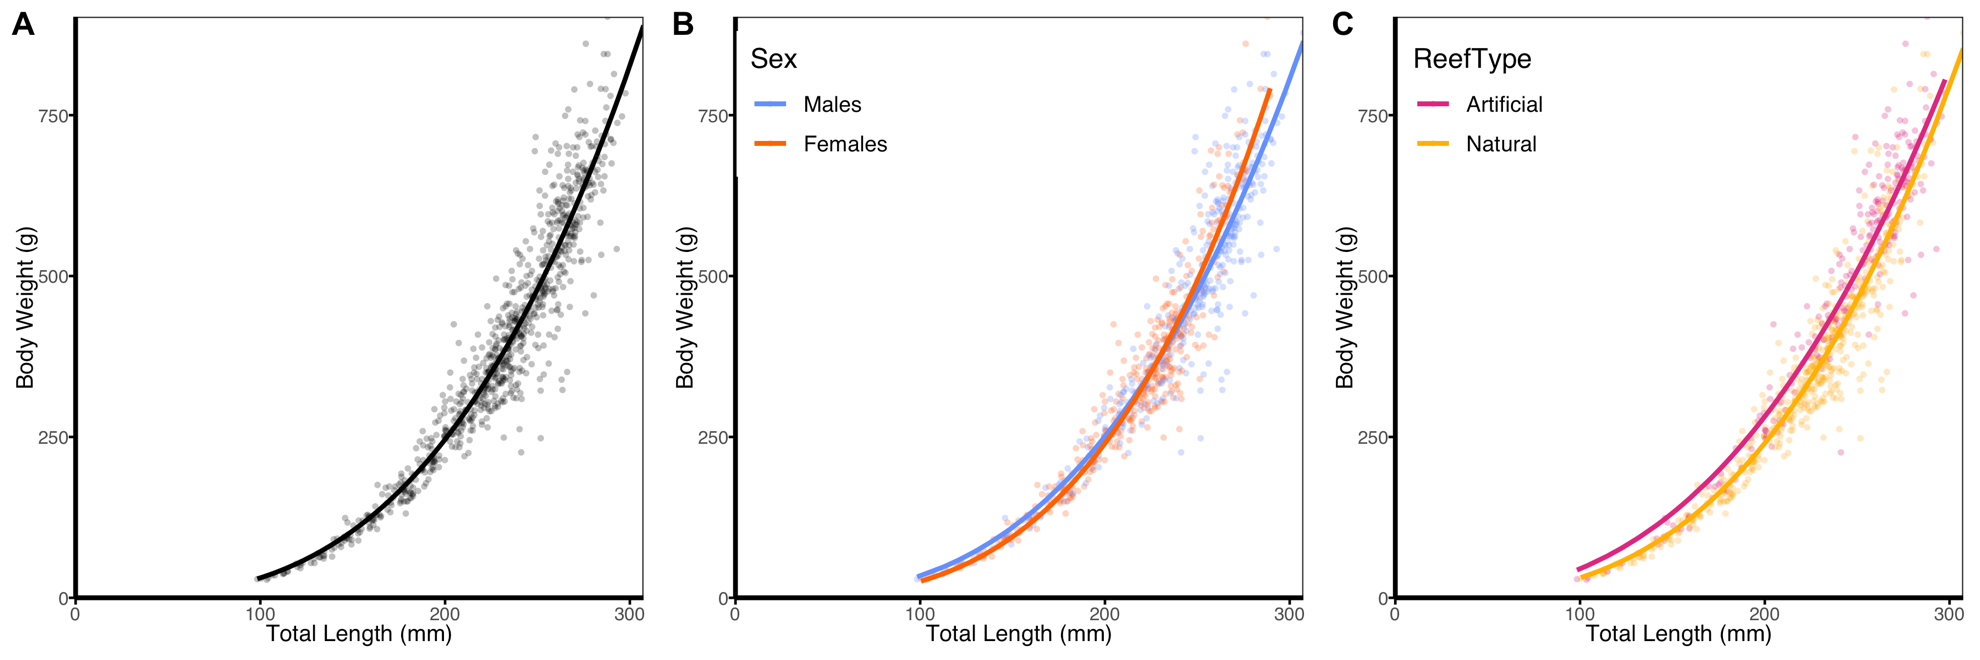 A
Body Weight (g)
750
500
250
0
0 100 200 300
Total Length (mm)
B
Sex
Males
Females
Body Weight (g)
750
500
250
0
0 100 200 300
Total Length (mm)
C
ReefType
Artificial
Natural
Body Weight (g)
750
500
250
0
0 100 200 300
Total Length (mm)